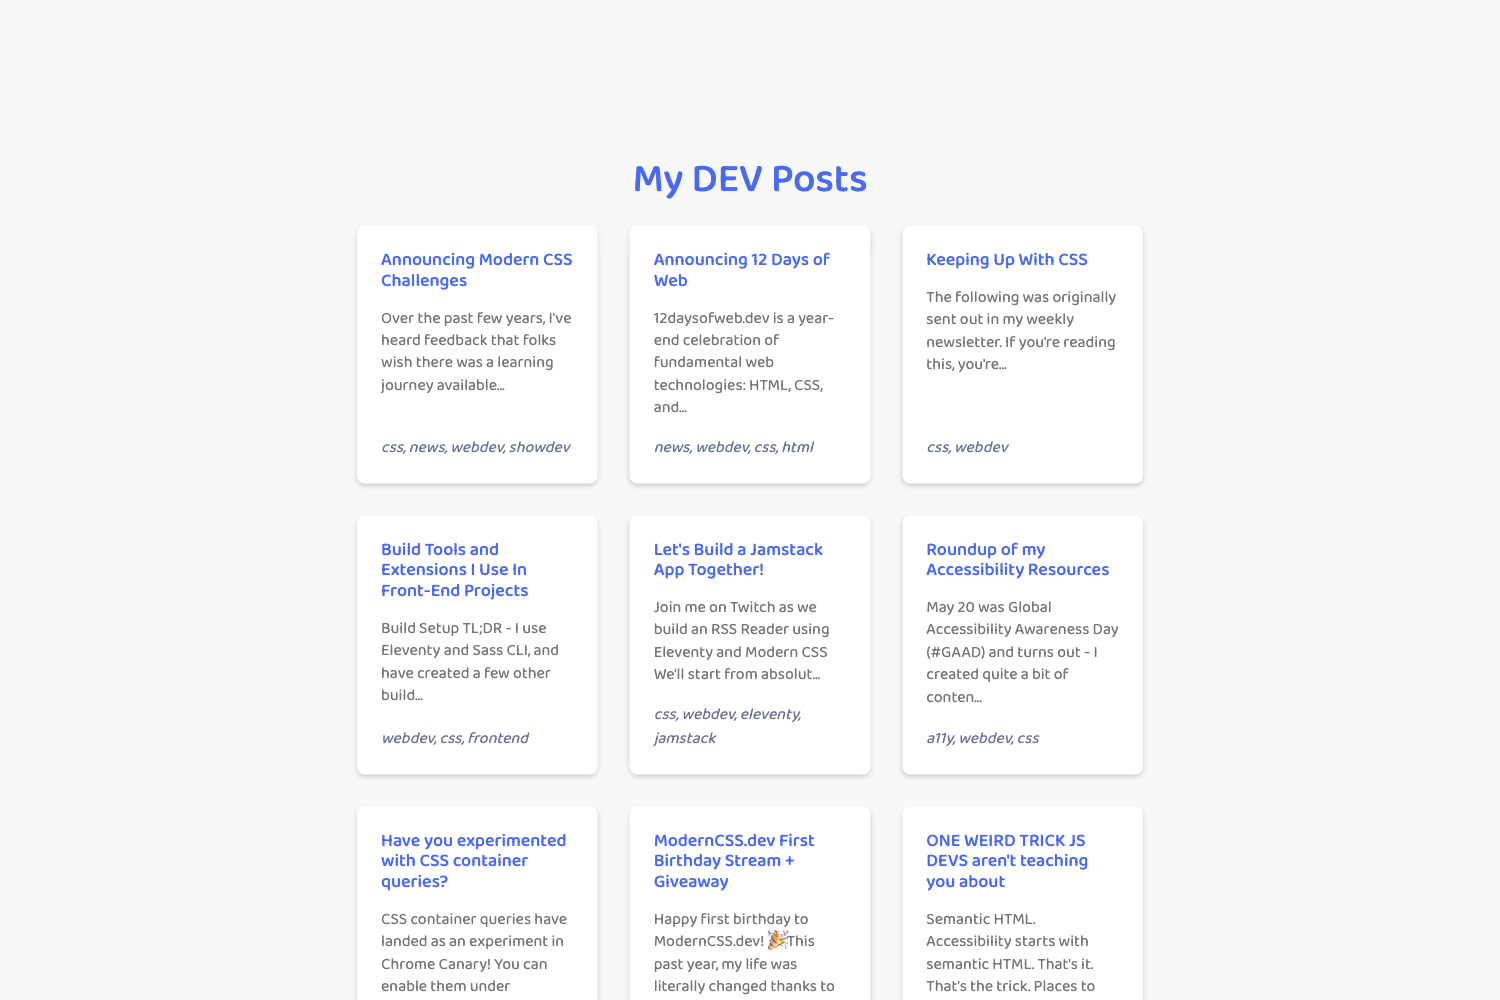 My DEV Posts
Announcing Modern CSS
Challenges
Over the past few years, I've
heard feedback that folks
wish there was a learning
journey available...
css, news, webdev, showdev
Announcing 12 Days of
Web
12daysofweb.dev is a year-
end celebration of
fundamental web
technologies: HTML, CSS,
and...
news, webdev, css, html
Keeping Up With CSS
The following was originally
sent out in my weekly
newsletter. If you're reading
this, you're...
css, webdev
Build Tools and
Extensions I Use In
Front-End Projects
Build Setup TL;DR - I use
Eleventy and Sass CLI, and
have created a few other
build...
webdev, css, frontend
Let's Build a Jamstack
App Together!
Join me on Twitch as we
build an RSS Reader using
Eleventy and Modern CSS
We'll start from absolut...
css, webdev, eleventy,
jamstack
Roundup of my
Accessibility Resources
May 20 was Global
Accessibility Awareness Day
(#GAAD) and turns out - I
created quite a bit of
conten...
a11y, webdev, css
Have you experimented
with CSS container
queries?
CSS container queries have
landed as an experiment in
Chrome Canary! You can
enable them under
ModernCSS.dev First
Birthday Stream +
Giveaway
Happy first birthday to
ModernCSS.dev! 🎉This
past year, my life was
literally changed thanks to
ONE WEIRD TRICK JS
DEVS aren't teaching
you about
Semantic HTML.
Accessibility starts with
semantic HTML. That's it.
That's the trick. Places to